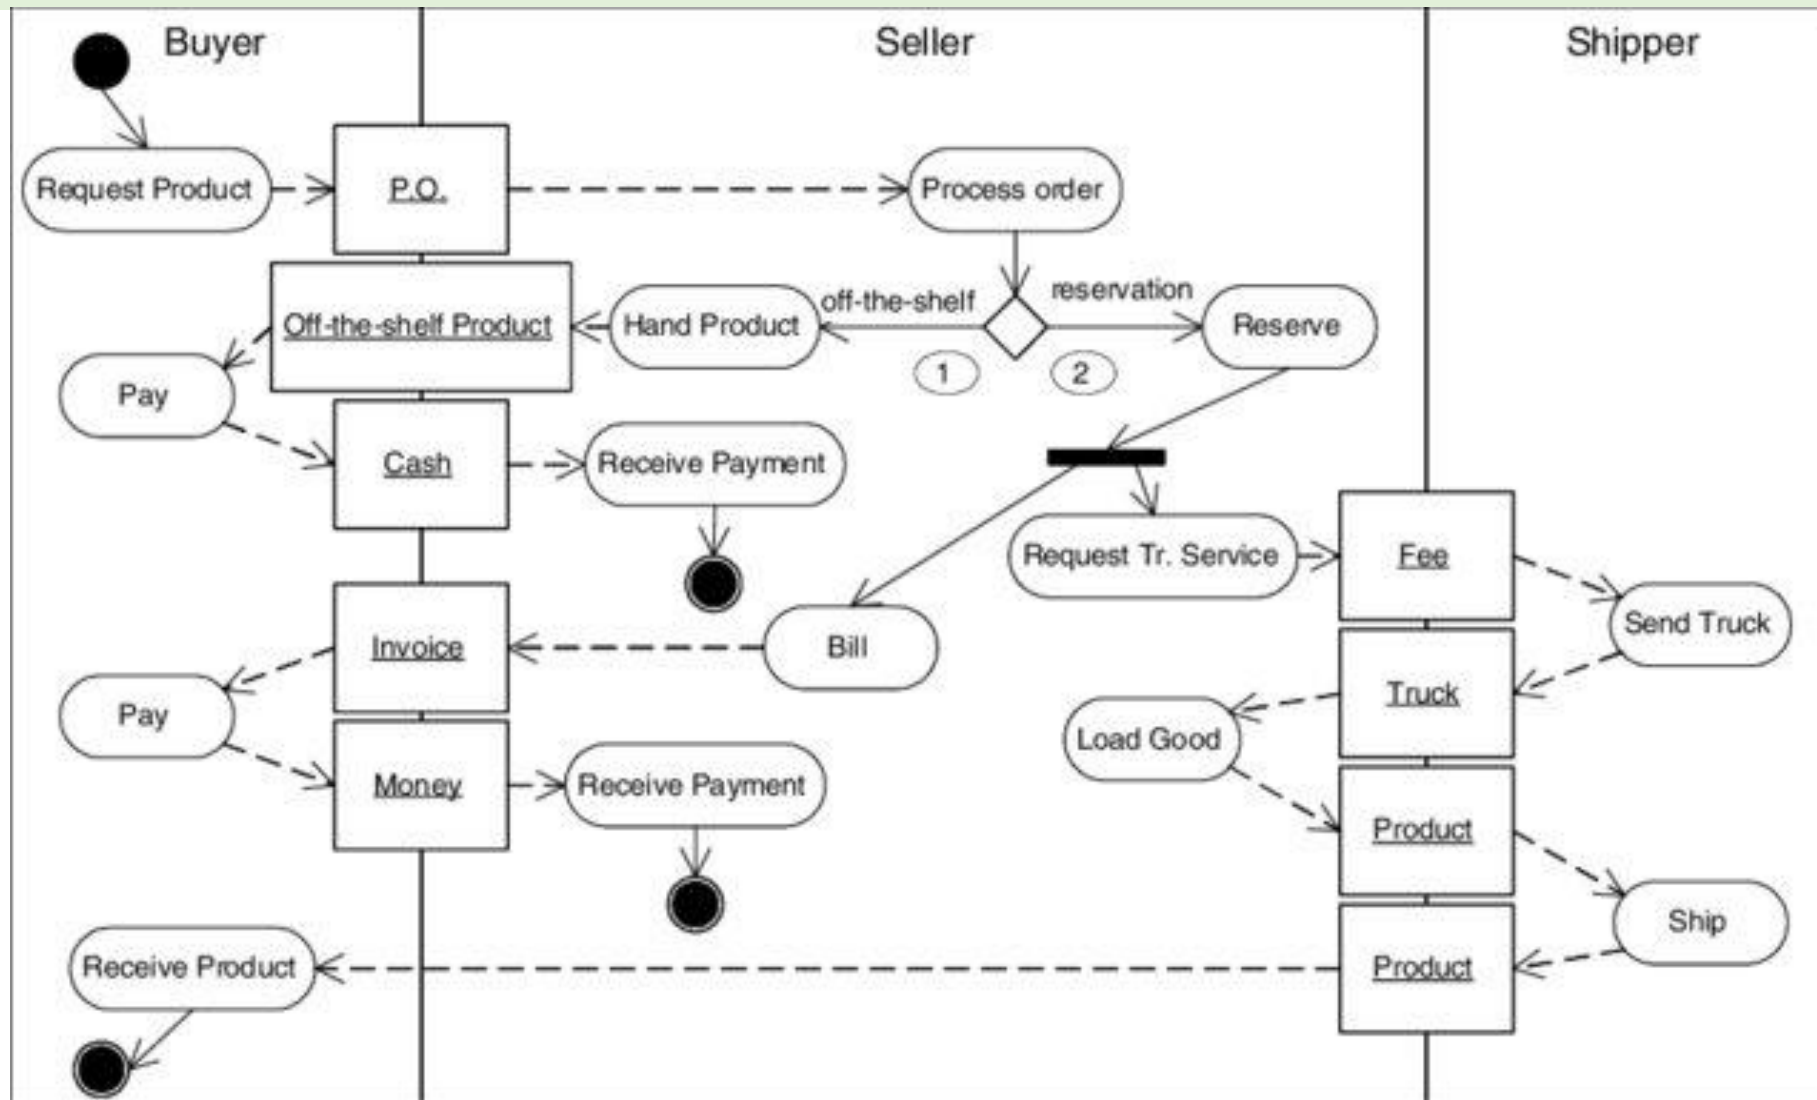 Buyer
Seller
Shipper
Request Product
P.O.
Process order
off-the-shelf
reservation
Off-the-shelf Product
Hand Product
Reserve
1
2
Pay
Cash
Receive Payment
Request Tr. Service
Fee
Send Truck
Invoice
Bill
Truck
Pay
Load Good
Money
Receive Payment
Product
Ship
Receive Product
Product